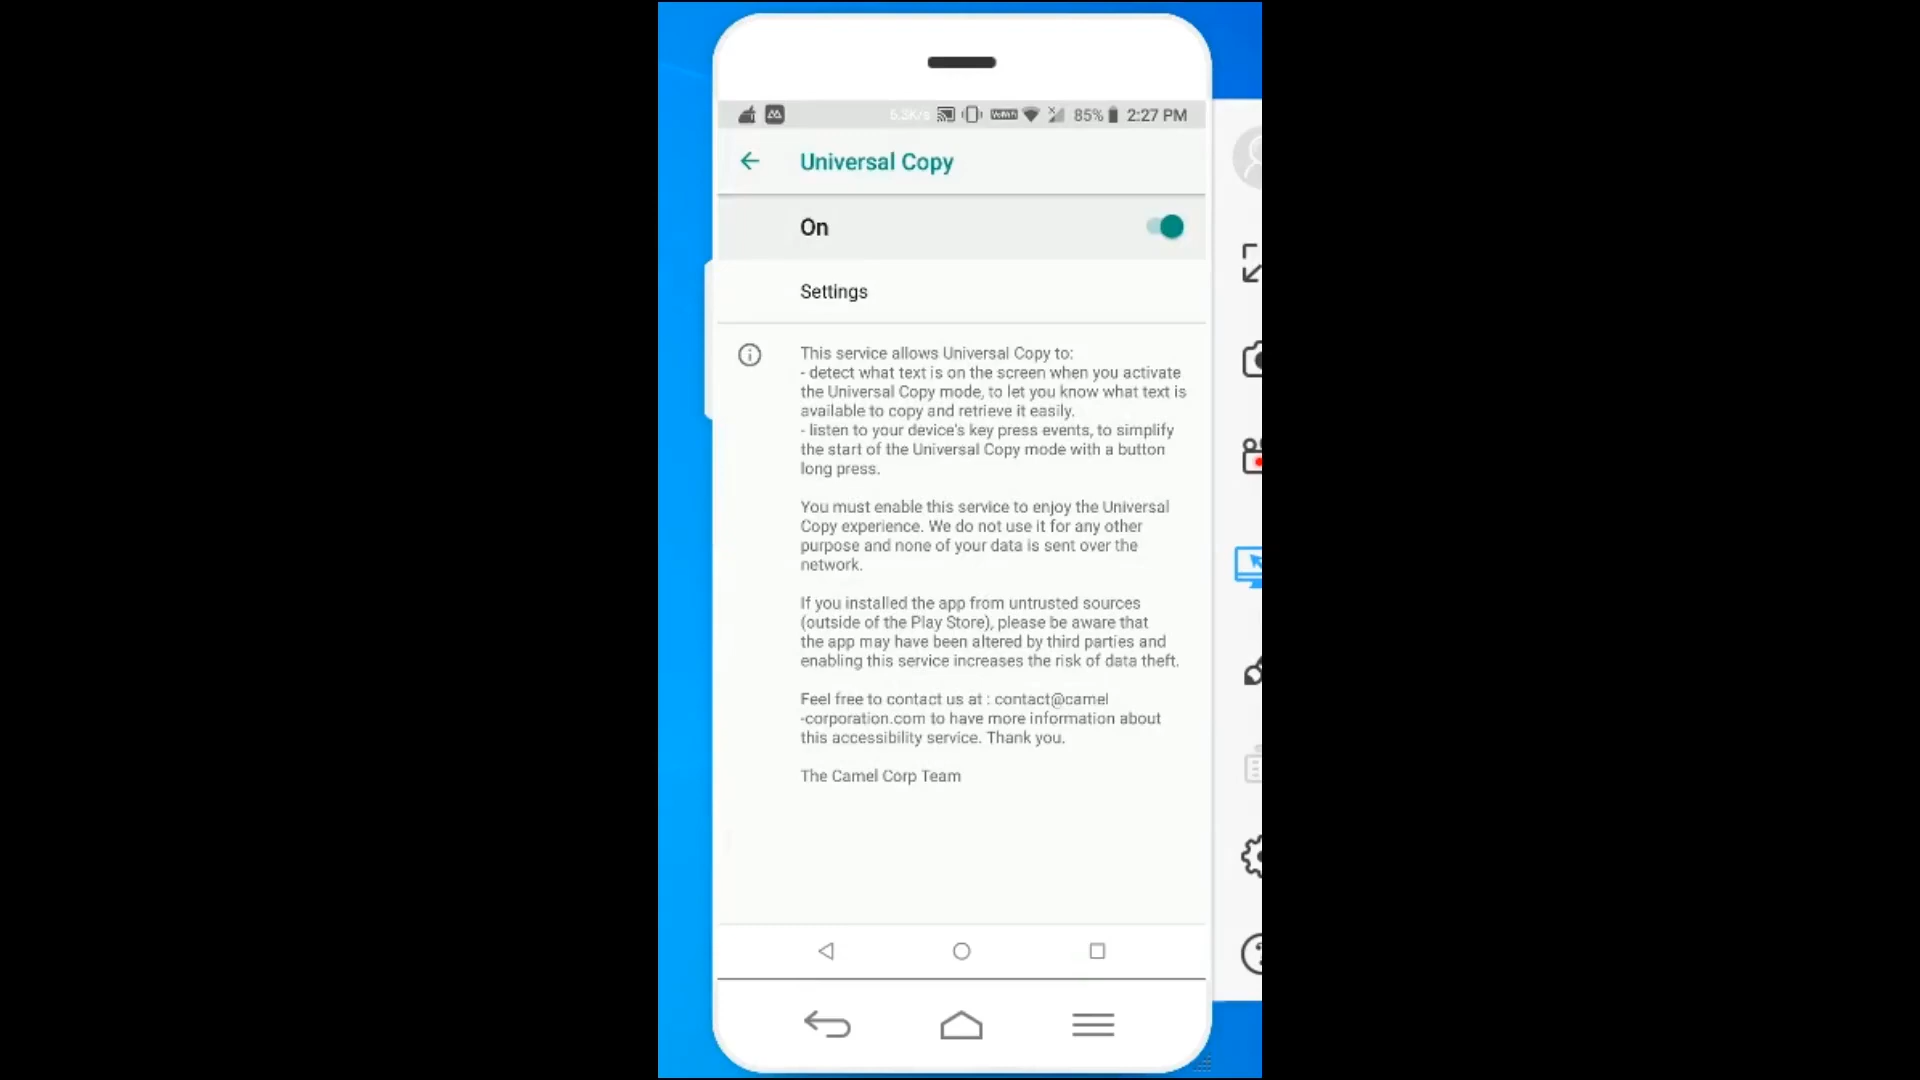 5.3K/s VoWiFi 85% 2:27 PM
Universal Copy
On
Settings
This service allows Universal Copy to:
- detect what text is on the screen when you activate
the Universal Copy mode, to let you know what text is
available to copy and retrieve it easily.
- listen to your device's key press events, to simplify
the start of the Universal Copy mode with a button
long press.
You must enable this service to enjoy the Universal
Copy experience. We do not use it for any other
purpose and none of your data is sent over the
network.
If you installed the app from untrusted sources
(outside of the Play Store), please be aware that
the app may have been altered by third parties and
enabling this service increases the risk of data theft.
Feel free to contact us at : contact@camel
-corporation.com to have more information about
this accessibility service. Thank you.
The Camel Corp Team